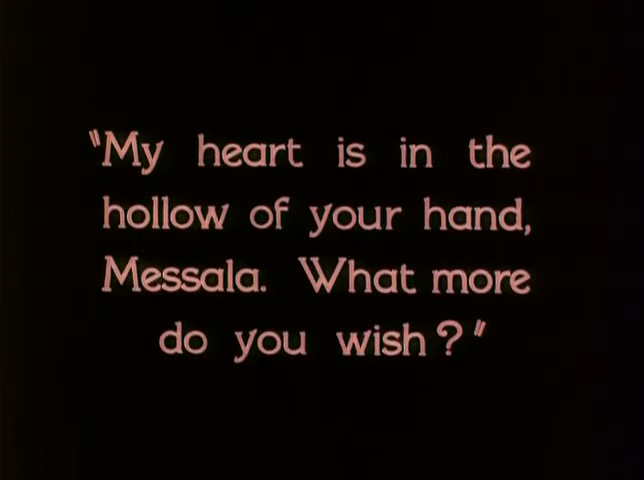 "My heart is in the
hollow of your hand,
Messala. What more
do you wish?"